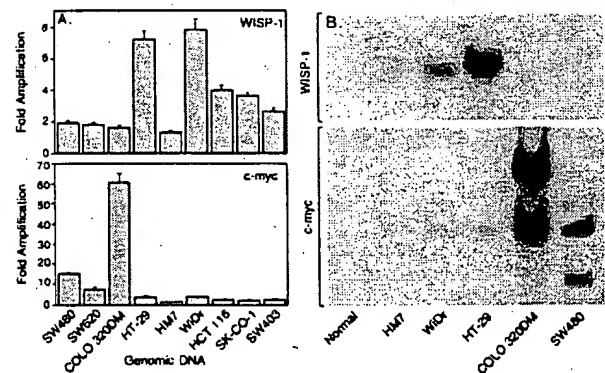 A.
WISP-1
Fold Amplification
8
6
4
2
0
c-myc
Fold Amplification
70
60
50
40
30
20
10
0
SW480
SW620
COLO 320DM
HT-29
HM7
WiDr
HCT 116
SK-CO-1
SW403
Genomic DNA
B.
WISP-1
c-myc
Normal
HM7
WiDr
HT-29
COLO 320DM
SW480